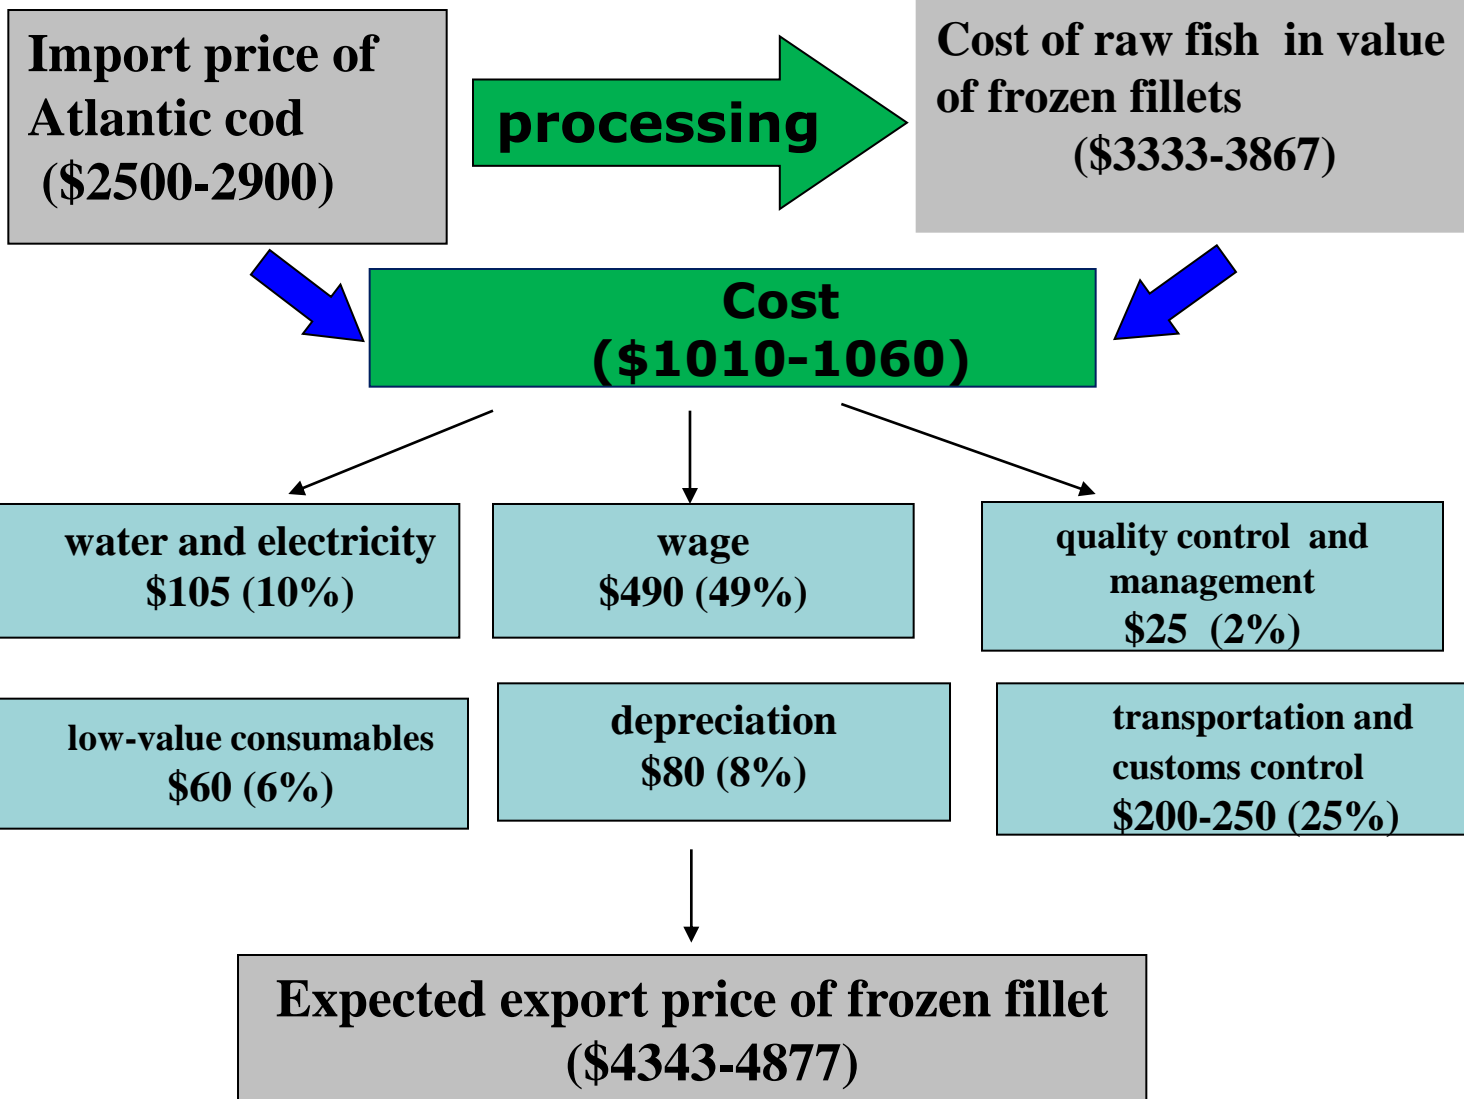 Import price of
Atlantic cod
($2500-2900)
processing
Cost of raw fish in value
of frozen fillets
($3333-3867)
Cost
($1010-1060)
water and electricity
$105 (10%)
wage
$490 (49%)
quality control and
management
$25 (2%)
low-value consumables
$60 (6%)
depreciation
$80 (8%)
transportation and
customs control
$200-250 (25%)
Expected export price of frozen fillet
($4343-4877)